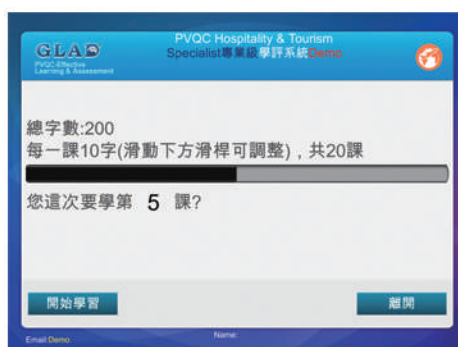 GLAD
PVQC-Effective
Learning & Assessment
PVQC Hospitality & Tourism
Specialist專業級學評系統Demo
總字數:200
每一課10字(滑動下方滑桿可調整)，共20課
您這次要學第 5 課?
開始學習
離開
Email:Demo
Name: